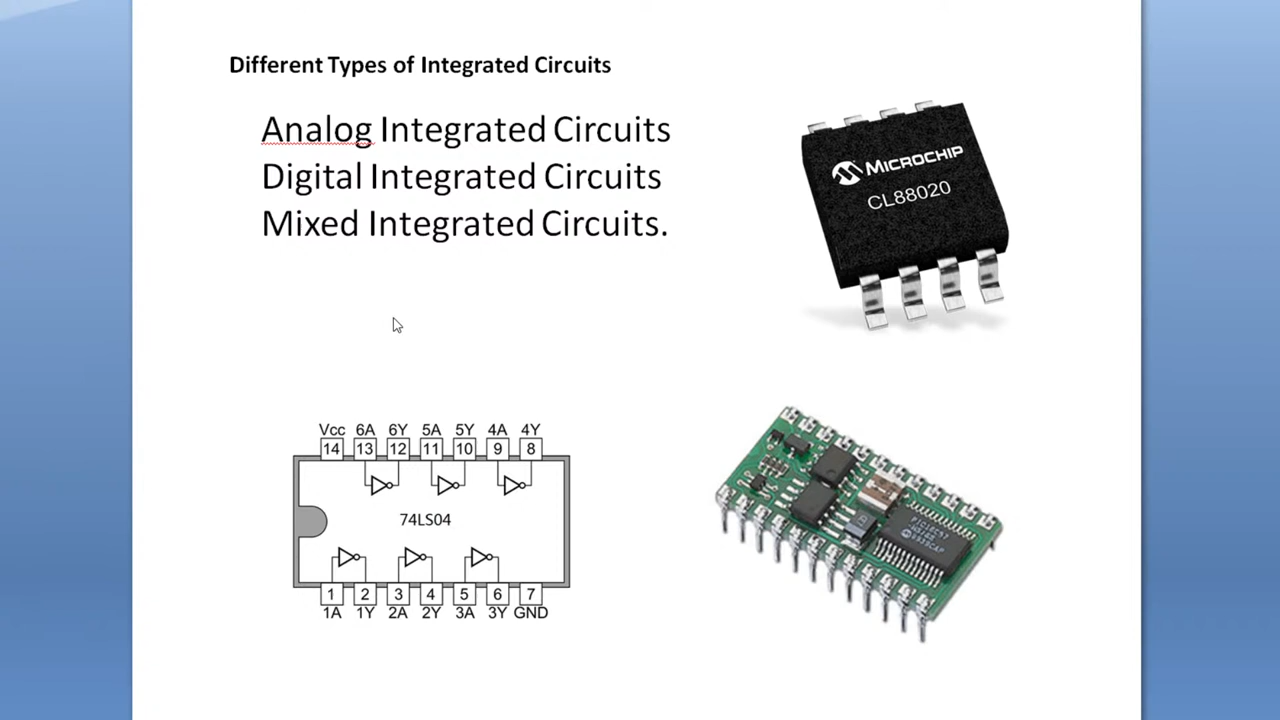 Different Types of Integrated Circuits
Analog Integrated Circuits
Digital Integrated Circuits
Mixed Integrated Circuits.
MICROCHIP
CL88020
Vcc 6A 6Y 5A 5Y 4A 4Y
14 13 12 11 10 9 8
74LS04
1 2 3 4 5 6 7
1A 1Y 2A 2Y 3A 3Y GND